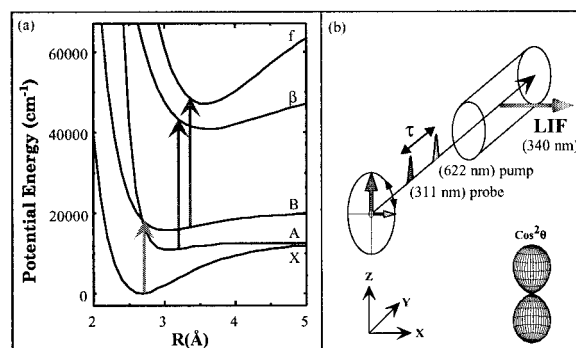 (a)
Potential Energy (cm⁻¹)
60000
40000
20000
0
f
β
B
A
X
2
3
4
5
R(Å)
(b)
τ
LIF
(340 nm)
(622 nm) pump
(311 nm) probe
Cos²θ
Z
Y
X